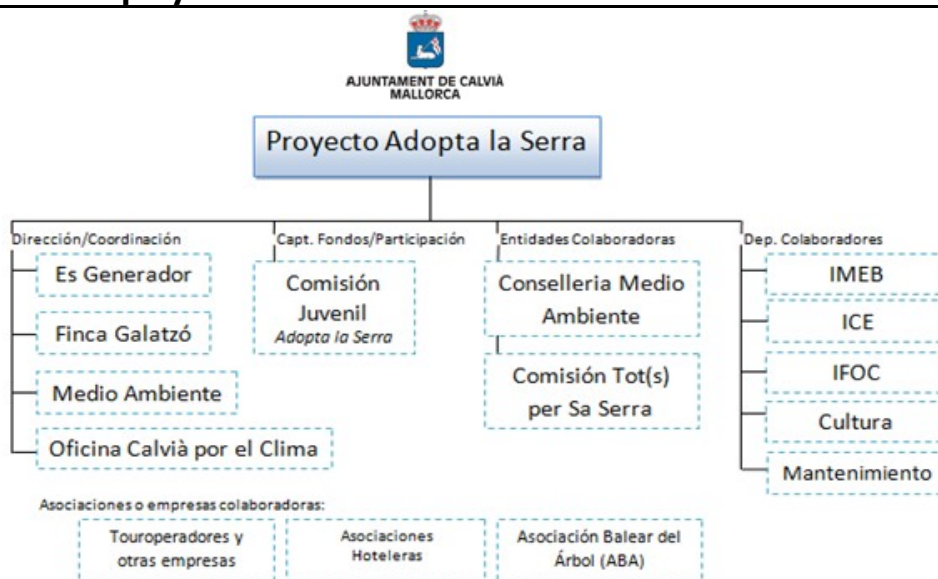 AJUNTAMENT DE CALVIÀ
MALLORCA
Proyecto Adopta la Serra
Dirección/Coordinación
Es Generador
Finca Galatzó
Medio Ambiente
Oficina Calvià por el Clima
Capt. Fondos/Participación
Comisión
Juvenil
Adopta la Serra
Entidades Colaboradoras
Conselleria Medio
Ambiente
Comisión Tot(s)
per Sa Serra
Dep. Colaboradores
IMEB
ICE
IFOC
Cultura
Mantenimiento
Asociaciones o empresas colaboradoras:
Touroperadores y
otras empresas
Asociaciones
Hoteleras
Asociación Balear del
Árbol (ABA)